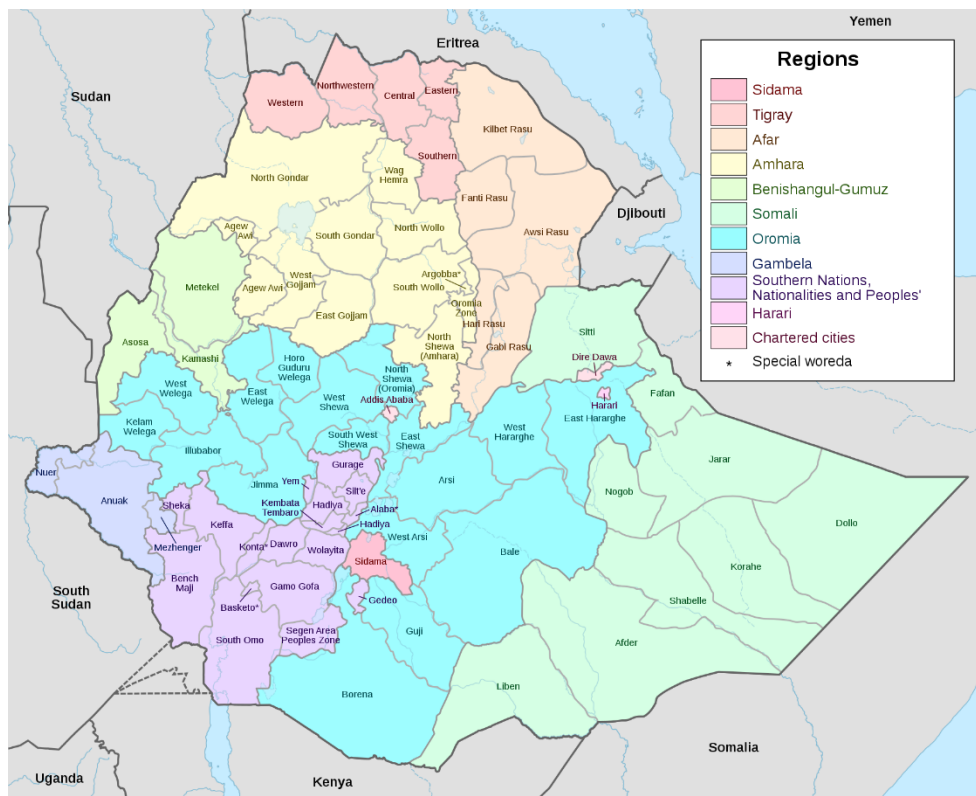 Yemen
Eritrea
Sudan
Regions
Sidama
Tigray
Afar
Amhara
Benishangul-Gumuz
Somali
Oromia
Gambela
Southern Nations,
Nationalities and Peoples'
Harari
Chartered cities
* Special woreda
Northwestern
Western
Central
Eastern
Southern
Kilbet Rasu
Wag
Hemra
North Gondar
Fanti Rasu
Djibouti
Agew
Awi
South Gondar
North Wollo
Awsi Rasu
West
Gojjam
Argobba*
South Wollo
Metekel
Agew Awi
Oromia
Zone
East Gojjam
Hari Rasu
North
Shewa
(Amhara)
Gabi Rasu
Sitti
Asosa
Kamashi
Horo
Guduru
Welega
Dire Dawa
West
Welega
East
Welega
North
Shewa
(Oromia)
West
Shewa
Addis Ababa
Harari
Fafan
East Hararghe
Kelam
Welega
West
Hararghe
South West
Shewa
East
Shewa
Illubabor
Gurage
Jarar
Nuer
Jimma
Yem
Silt'e
Arsi
Nogob
Anuak
Sheka
Kembata
Tembaro
Hadiya
Alaba*
Dollo
Keffa
Hadiya
West Arsi
Mezhenger
Konta*
Dawro
Wolayita
Sidama
Bale
Korahe
Bench
Maji
South
Sudan
Gamo Gofa
Gedeo
Shabelle
Basketo*
Segen Area
Peoples Zone
South Omo
Guji
Afder
Borena
Liben
Somalia
Uganda
Kenya